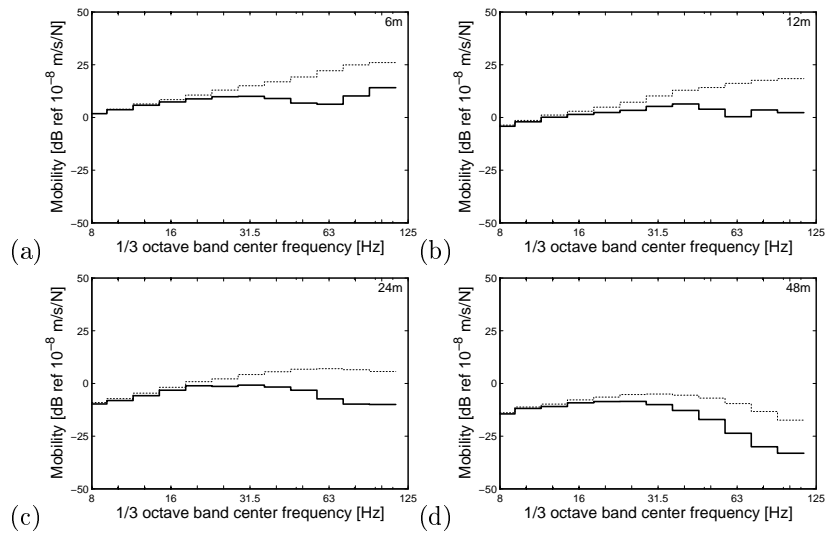 50
25
0
−25
−50
Mobility [dB ref 10⁻⁸ m/s/N]
6m
8 16 31.5 63 125
1/3 octave band center frequency [Hz]
(a)
50
25
0
−25
−50
Mobility [dB ref 10⁻⁸ m/s/N]
12m
8 16 31.5 63 125
1/3 octave band center frequency [Hz]
(b)
50
25
0
−25
−50
Mobility [dB ref 10⁻⁸ m/s/N]
24m
8 16 31.5 63 125
1/3 octave band center frequency [Hz]
(c)
50
25
0
−25
−50
Mobility [dB ref 10⁻⁸ m/s/N]
48m
8 16 31.5 63 125
1/3 octave band center frequency [Hz]
(d)